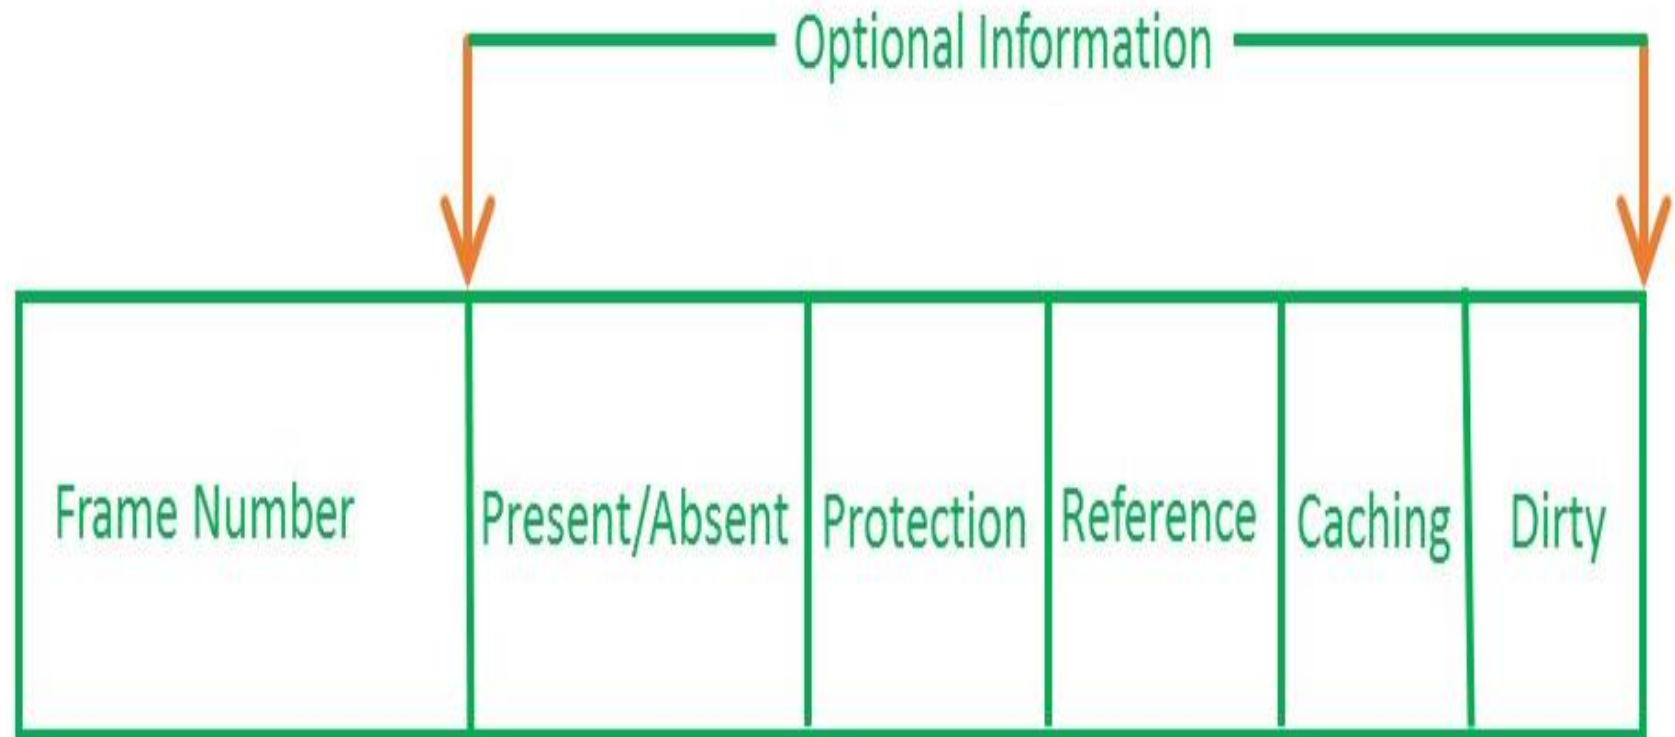 Optional Information
Frame Number Present/Absent Protection Reference Caching Dirty